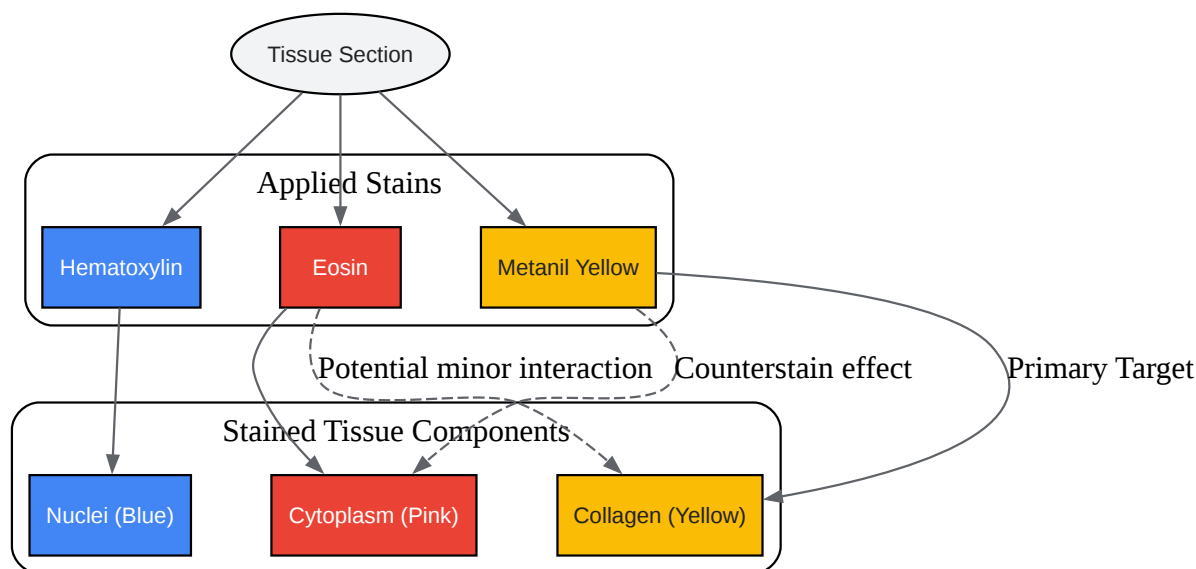 Tissue Section
Applied Stains
Hematoxylin
Eosin
Metanil Yellow
Potential minor interaction
Counterstain effect
Primary Target
Stained Tissue Components
Nuclei (Blue)
Cytoplasm (Pink)
Collagen (Yellow)